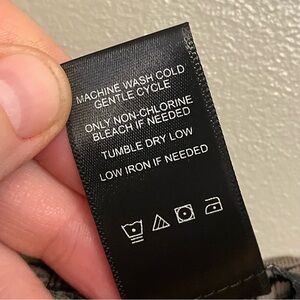 MACHINE WASH COLD
GENTLE CYCLE
ONLY NON-CHLORINE
BLEACH IF NEEDED
TUMBLE DRY LOW
LOW IRON IF NEEDED